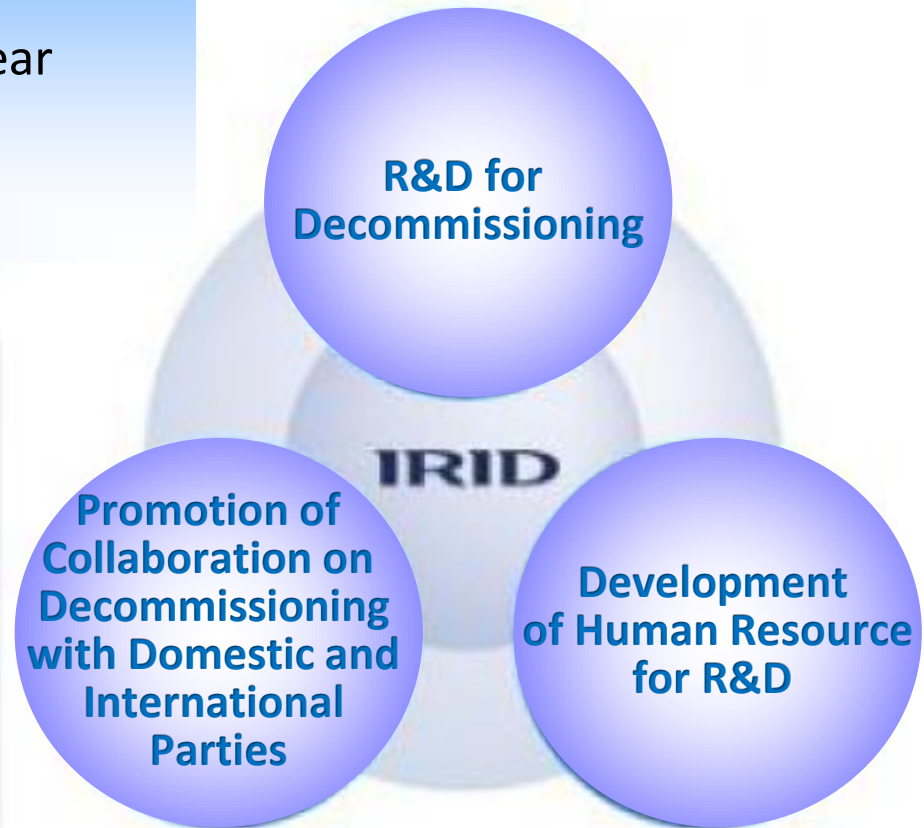 ear
R&D for
Decommissioning
IRID
Promotion of
Collaboration on
Decommissioning
with Domestic and
International
Parties
Development
of Human Resource
for R&D